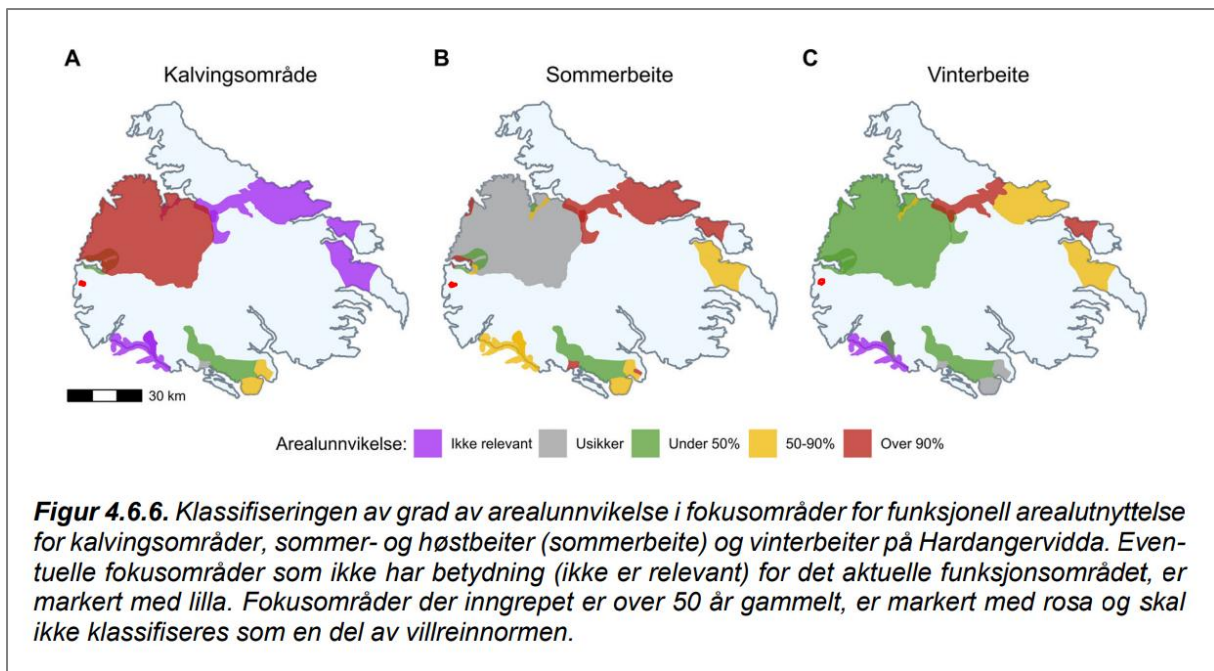 A B C
Kalvingsområde Sommerbeite Vinterbeite
30 km
Arealunnvikelse: Ikke relevant Usikker Under 50% 50-90% Over 90%
Figur 4.6.6. Klassifiseringen av grad av arealunnvikelse i fokusområder for funksjonell arealutnyttelse
for kalvingsområder, sommer- og høstbeiter (sommerbeite) og vinterbeiter på Hardangervidda. Even-
tuelle fokusområder som ikke har betydning (ikke er relevant) for det aktuelle funksjonsområdet, er
markert med lilla. Fokusområder der inngrepet er over 50 år gammelt, er markert med rosa og skal
ikke klassifiseres som en del av villreinnormen.